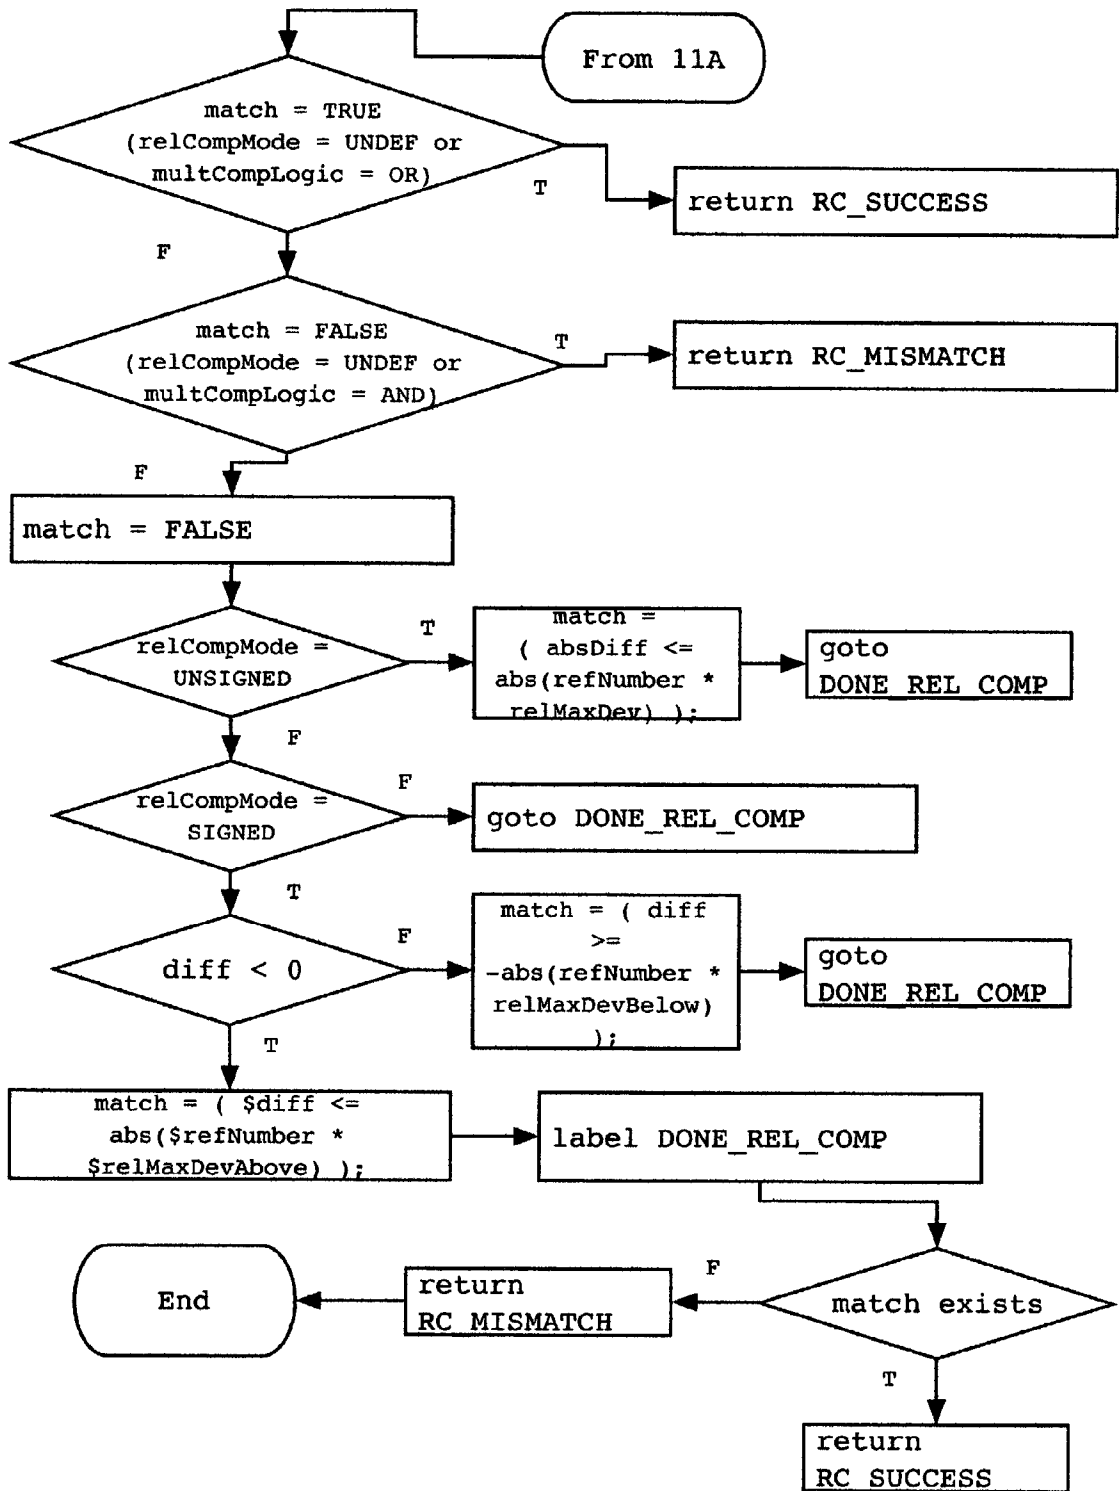 From 11A
match = TRUE
(relCompMode = UNDEF or
multCompLogic = OR)
T
return RC_SUCCESS
F
match = FALSE
(relCompMode = UNDEF or
multCompLogic = AND)
T
return RC_MISMATCH
F
match = FALSE
relCompMode =
UNSIGNED
T
match =
( absDiff <=
abs(refNumber *
relMaxDev) );
goto
DONE_REL_COMP
F
relCompMode =
SIGNED
F
goto DONE_REL_COMP
T
diff < 0
F
match = ( diff
>=
-abs(refNumber *
relMaxDevBelow)
);
goto
DONE_REL_COMP
T
match = ( $diff <=
abs($refNumber *
$relMaxDevAbove) );
label DONE_REL_COMP
match exists
F
return
RC_MISMATCH
End
T
return
RC_SUCCESS